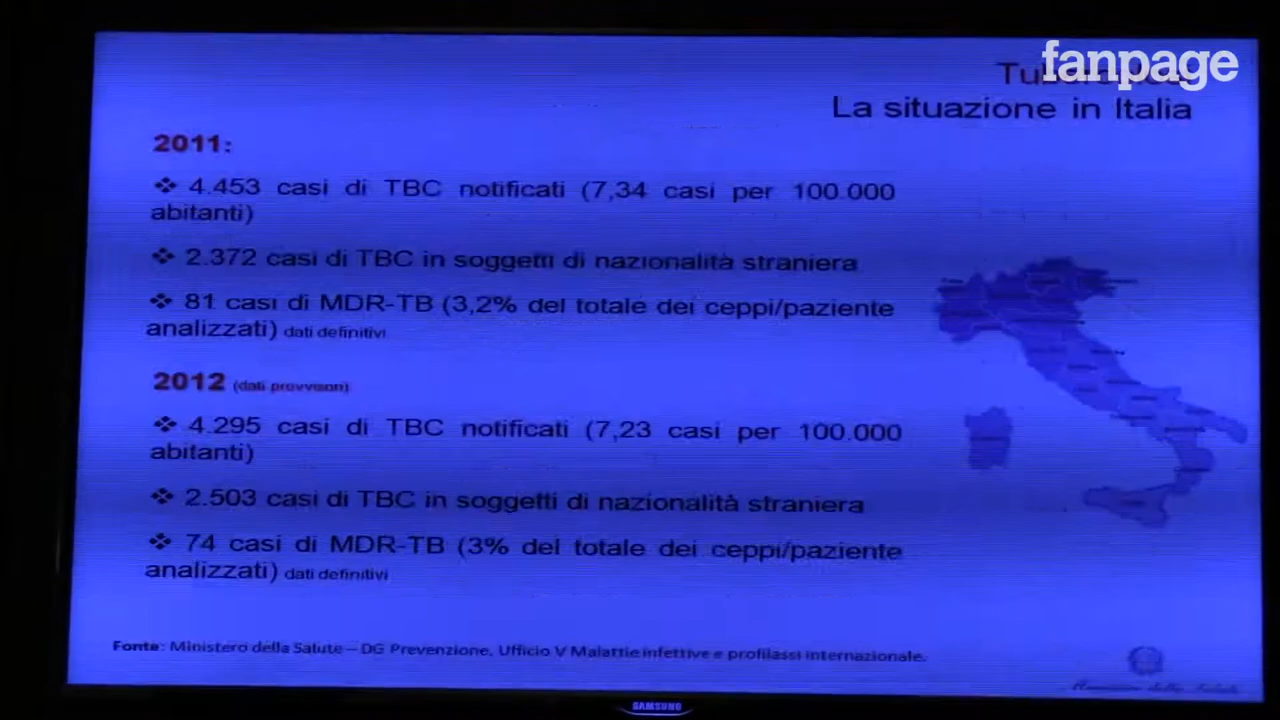 fanpage
La situazione in Italia
2011:
❖ 4.453 casi di TBC notificati (7,34 casi per 100.000
abitanti)
❖ 2.372 casi di TBC in soggetti di nazionalità straniera
❖ 81 casi di MDR-TB (3,2% del totale dei ceppi/paziente
analizzati) dati definitivi
2012 (dati provvisori)
❖ 4.295 casi di TBC notificati (7,23 casi per 100.000
abitanti)
❖ 2.503 casi di TBC in soggetti di nazionalità straniera
❖ 74 casi di MDR-TB (3% del totale dei ceppi/paziente
analizzati) dati definitivi
Fonte: Ministero della Salute – DG Prevenzione. Ufficio V Malattie infettive e profilassi internazionale.
SAMSUNG